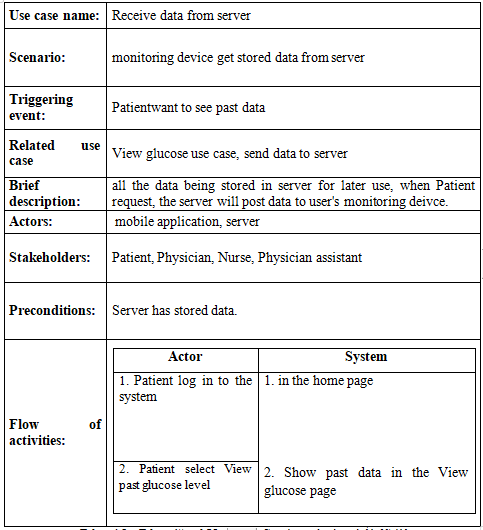 Use case name: Receive data from server
Scenario: monitoring device get stored data from server
Triggering
event: Patientwant to see past data
Related use
case View glucose use case, send data to server
Brief
description: all the data being stored in server for later use, when Patient
request, the server will post data to user's monitoring deivce.
Actors: mobile application, server
Stakeholders: Patient, Physician, Nurse, Physician assistant
Preconditions: Server has stored data.
Flow of
activities:
Actor System
1. Patient log in to the
system
1. in the home page
2. Patient select View
past glucose level
2. Show past data in the View
glucose page